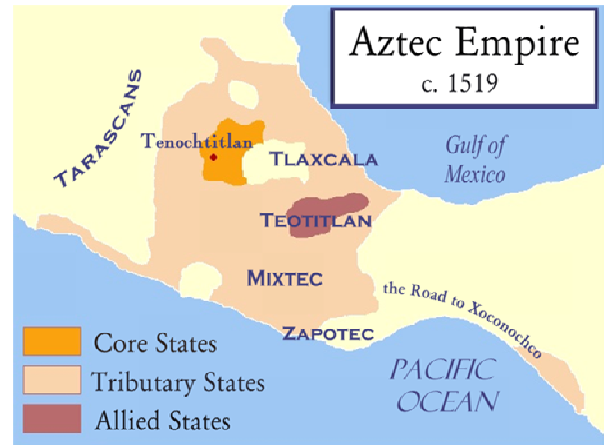 Aztec Empire
c. 1519
TARASCANS
Tenochtitlan
TLAXCALA
Gulf of
Mexico
TEOTITLAN
MIXTEC
the Road to Xoconochco
ZAPOTEC
PACIFIC
OCEAN
Core States
Tributary States
Allied States